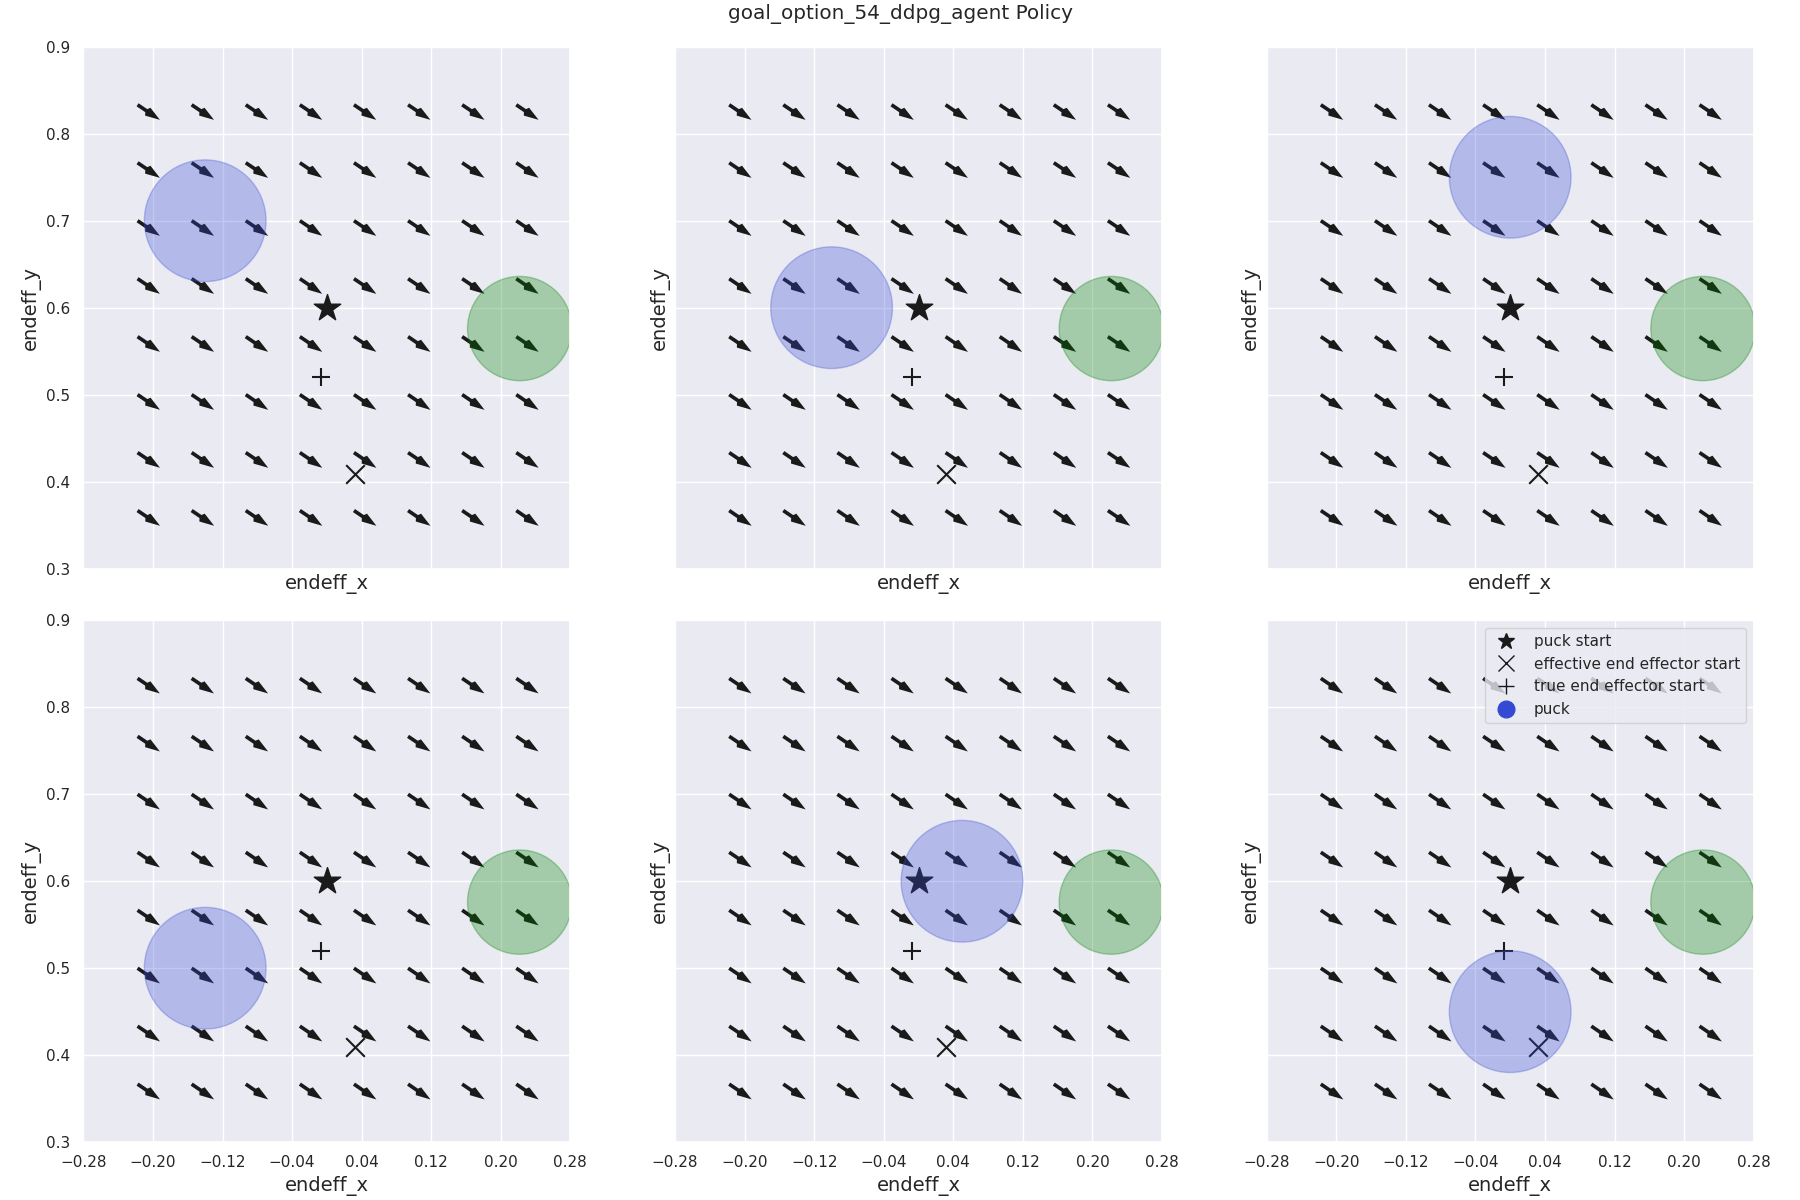 goal_option_54_ddpg_agent Policy
0.9
0.8
0.7
0.6
0.5
0.4
0.3
endeff_y
endeff_x
endeff_y
endeff_x
endeff_y
endeff_x
0.9
0.8
0.7
0.6
0.5
0.4
0.3
endeff_y
−0.28 −0.20 −0.12 −0.04 0.04 0.12 0.20 0.28
endeff_x
endeff_y
−0.28 −0.20 −0.12 −0.04 0.04 0.12 0.20 0.28
endeff_x
endeff_y
puck start
effective end effector start
true end effector start
puck
−0.28 −0.20 −0.12 −0.04 0.04 0.12 0.20 0.28
endeff_x